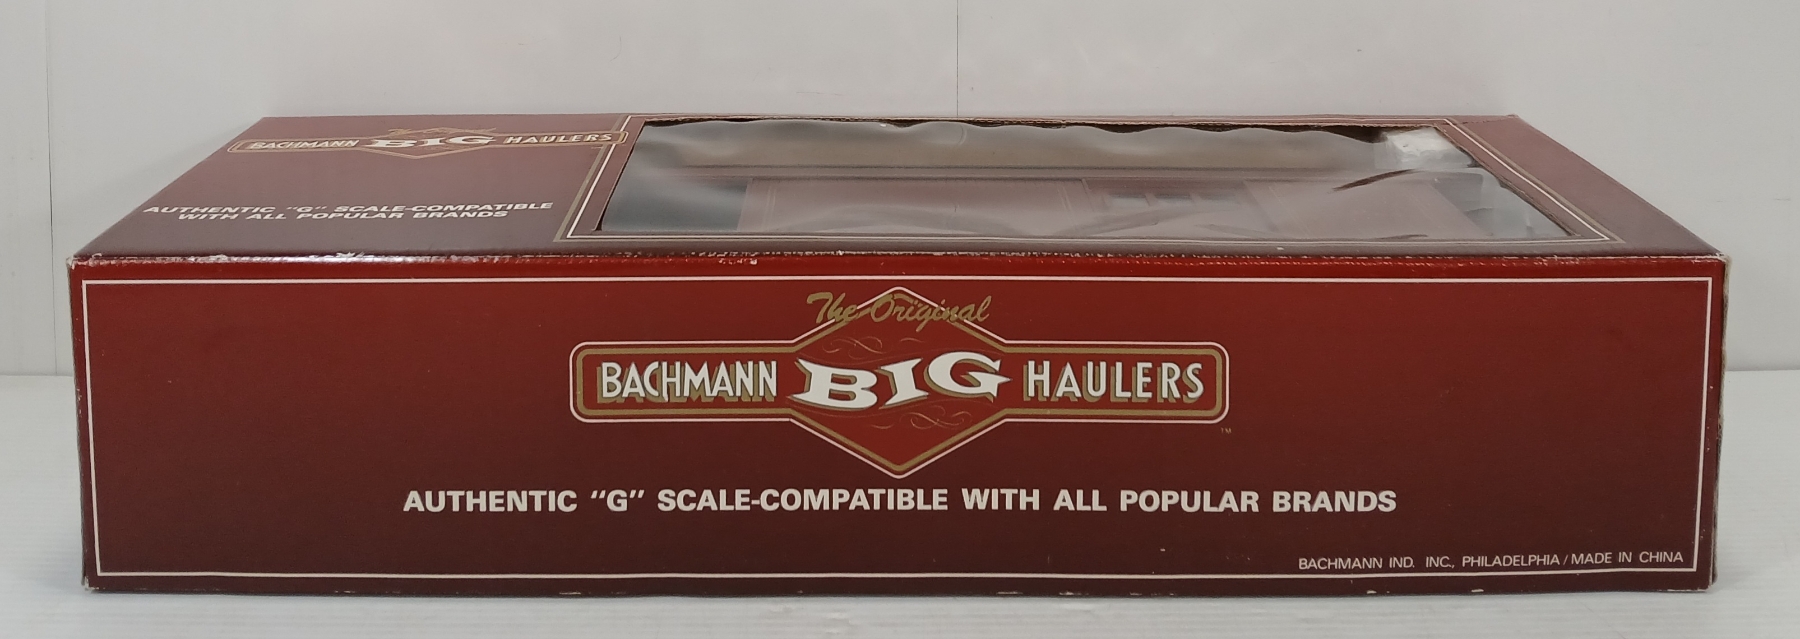 BACHMANN BIG HAULERS
AUTHENTIC "G" SCALE-COMPATIBLE
WITH ALL POPULAR BRANDS
The Original
BACHMANN BIG HAULERS
TM
AUTHENTIC "G" SCALE-COMPATIBLE WITH ALL POPULAR BRANDS
BACHMANN IND. INC., PHILADELPHIA / MADE IN CHINA